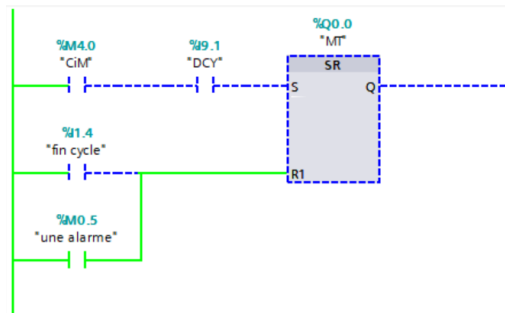 %Q0.0
"MT"
%M4.0
"CiM"
%I9.1
"DCY"
SR
S
Q
%I1.4
"fin cycle"
R1
%M0.5
"une alarme"